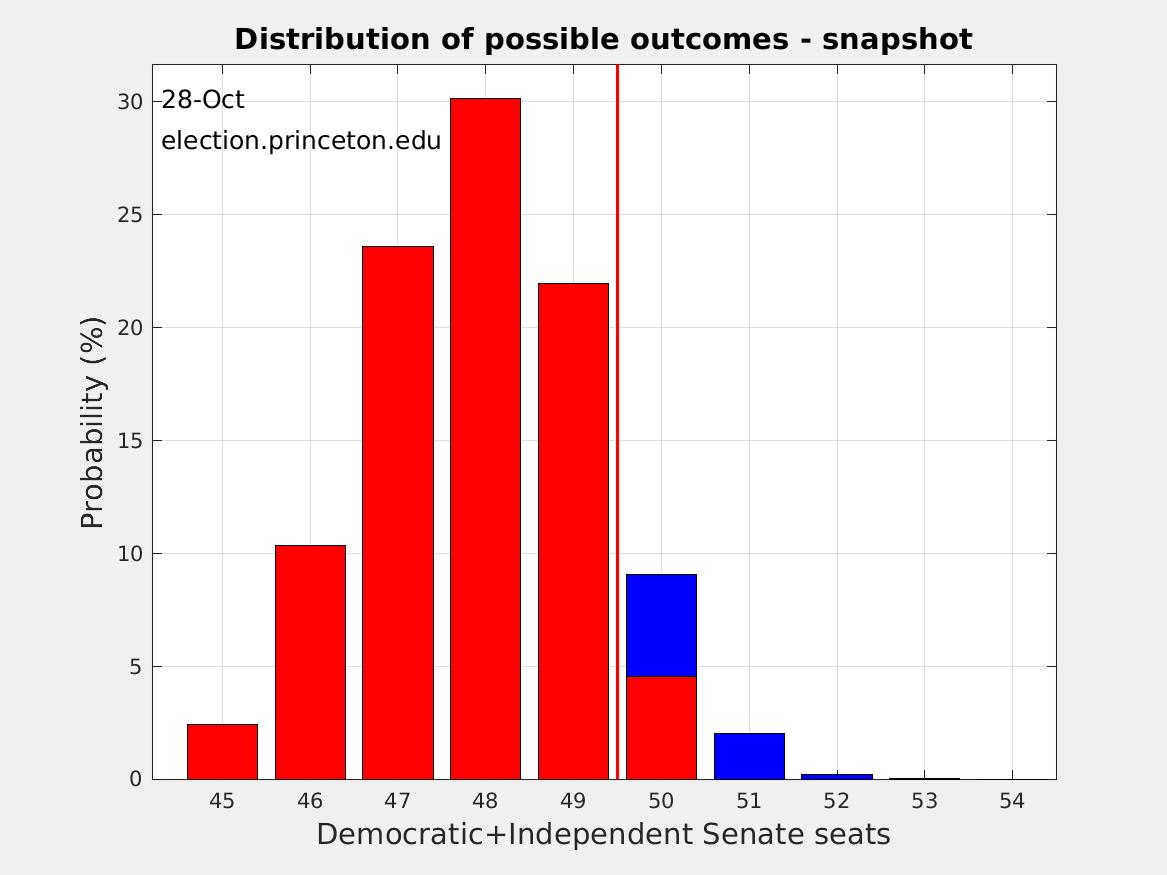 Distribution of possible outcomes - snapshot
28-Oct
election.princeton.edu
Probability (%)
30
25
20
15
10
5
0
45 46 47 48 49 50 51 52 53 54
Democratic+Independent Senate seats